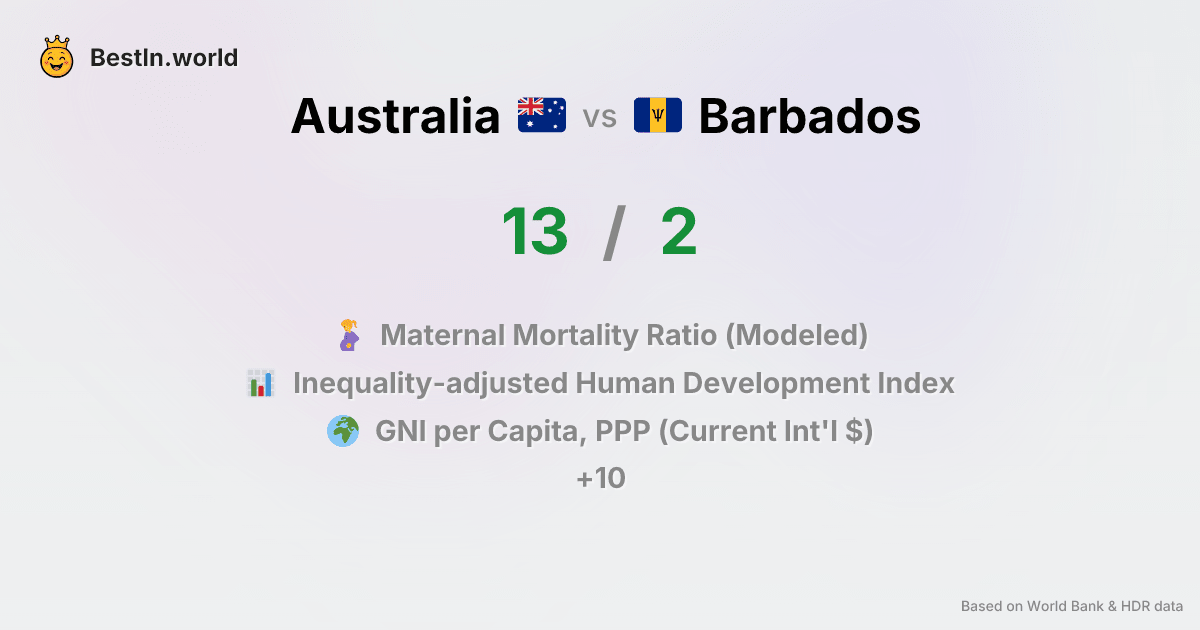 BestIn.world
Australia vs Barbados
13 / 2
Maternal Mortality Ratio (Modeled)
Inequality-adjusted Human Development Index
GNI per Capita, PPP (Current Int'l $)
+10
Based on World Bank & HDR data